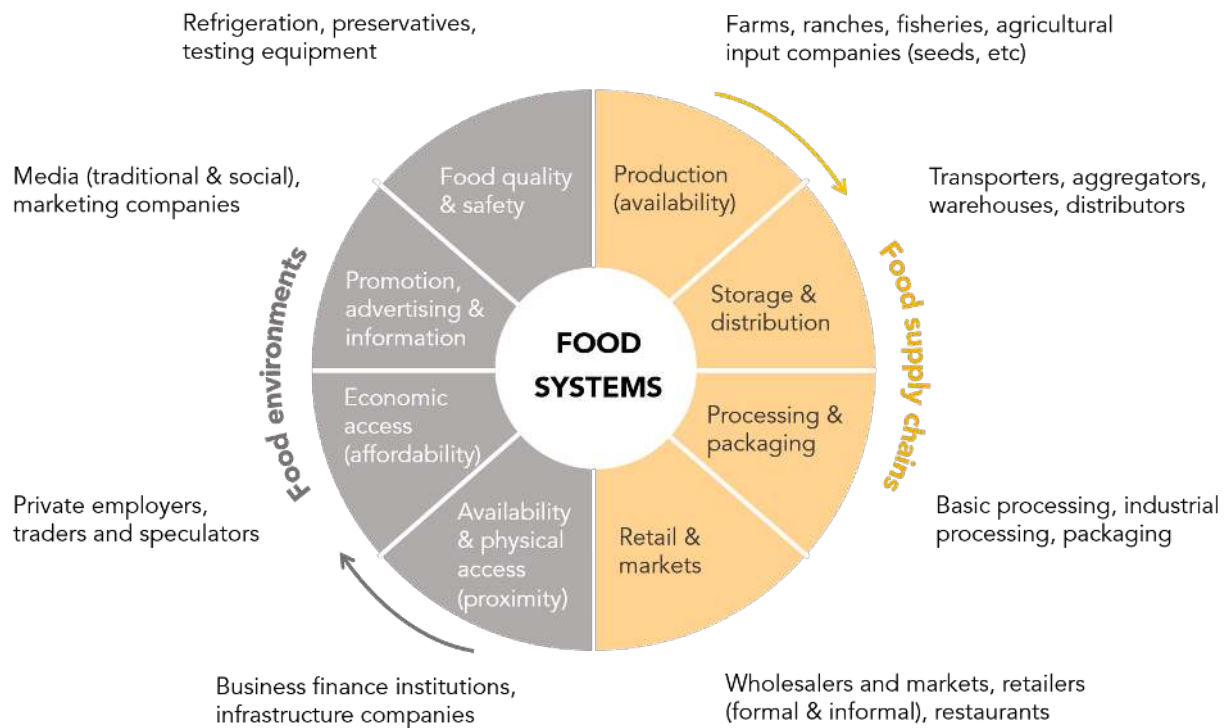 Refrigeration, preservatives,
testing equipment
Farms, ranches, fisheries, agricultural
input companies (seeds, etc)
Media (traditional & social),
marketing companies
Food quality
& safety
Production
(availability)
Transporters, aggregators,
warehouses, distributors
Food environments
Promotion,
advertising &
information
FOOD
SYSTEMS
Storage &
distribution
Food supply chains
Economic
access
(affordability)
Processing &
packaging
Private employers,
traders and speculators
Availability
& physical
access
(proximity)
Retail &
markets
Basic processing, industrial
processing, packaging
Business finance institutions,
infrastructure companies
Wholesalers and markets, retailers
(formal & informal), restaurants